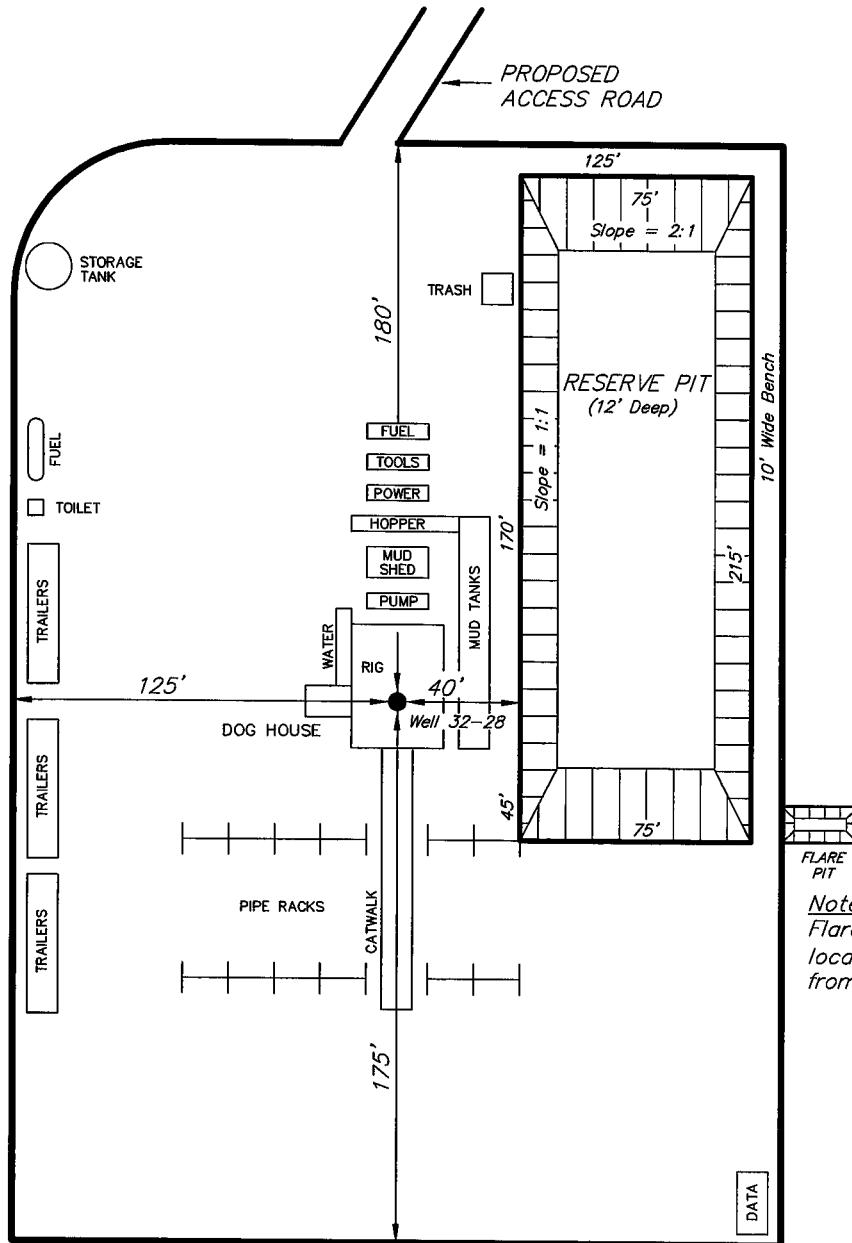 PROPOSED
ACCESS ROAD
125'
75'
Slope = 2:1
STORAGE
TANK
TRASH
180'
RESERVE PIT
(12' Deep)
10' Wide Bench
Slope = 1:1
FUEL
FUEL
TOOLS
POWER
TOILET
HOPPER
170'
215'
MUD
SHED
MUD TANKS
TRAILERS
PUMP
WATER
RIG
125'
40'
Well 32-28
DOG HOUSE
TRAILERS
45'
75'
FLARE
PIT
PIPE RACKS
CATWALK
TRAILERS
Note
Flare
loca
from
175'
DATA